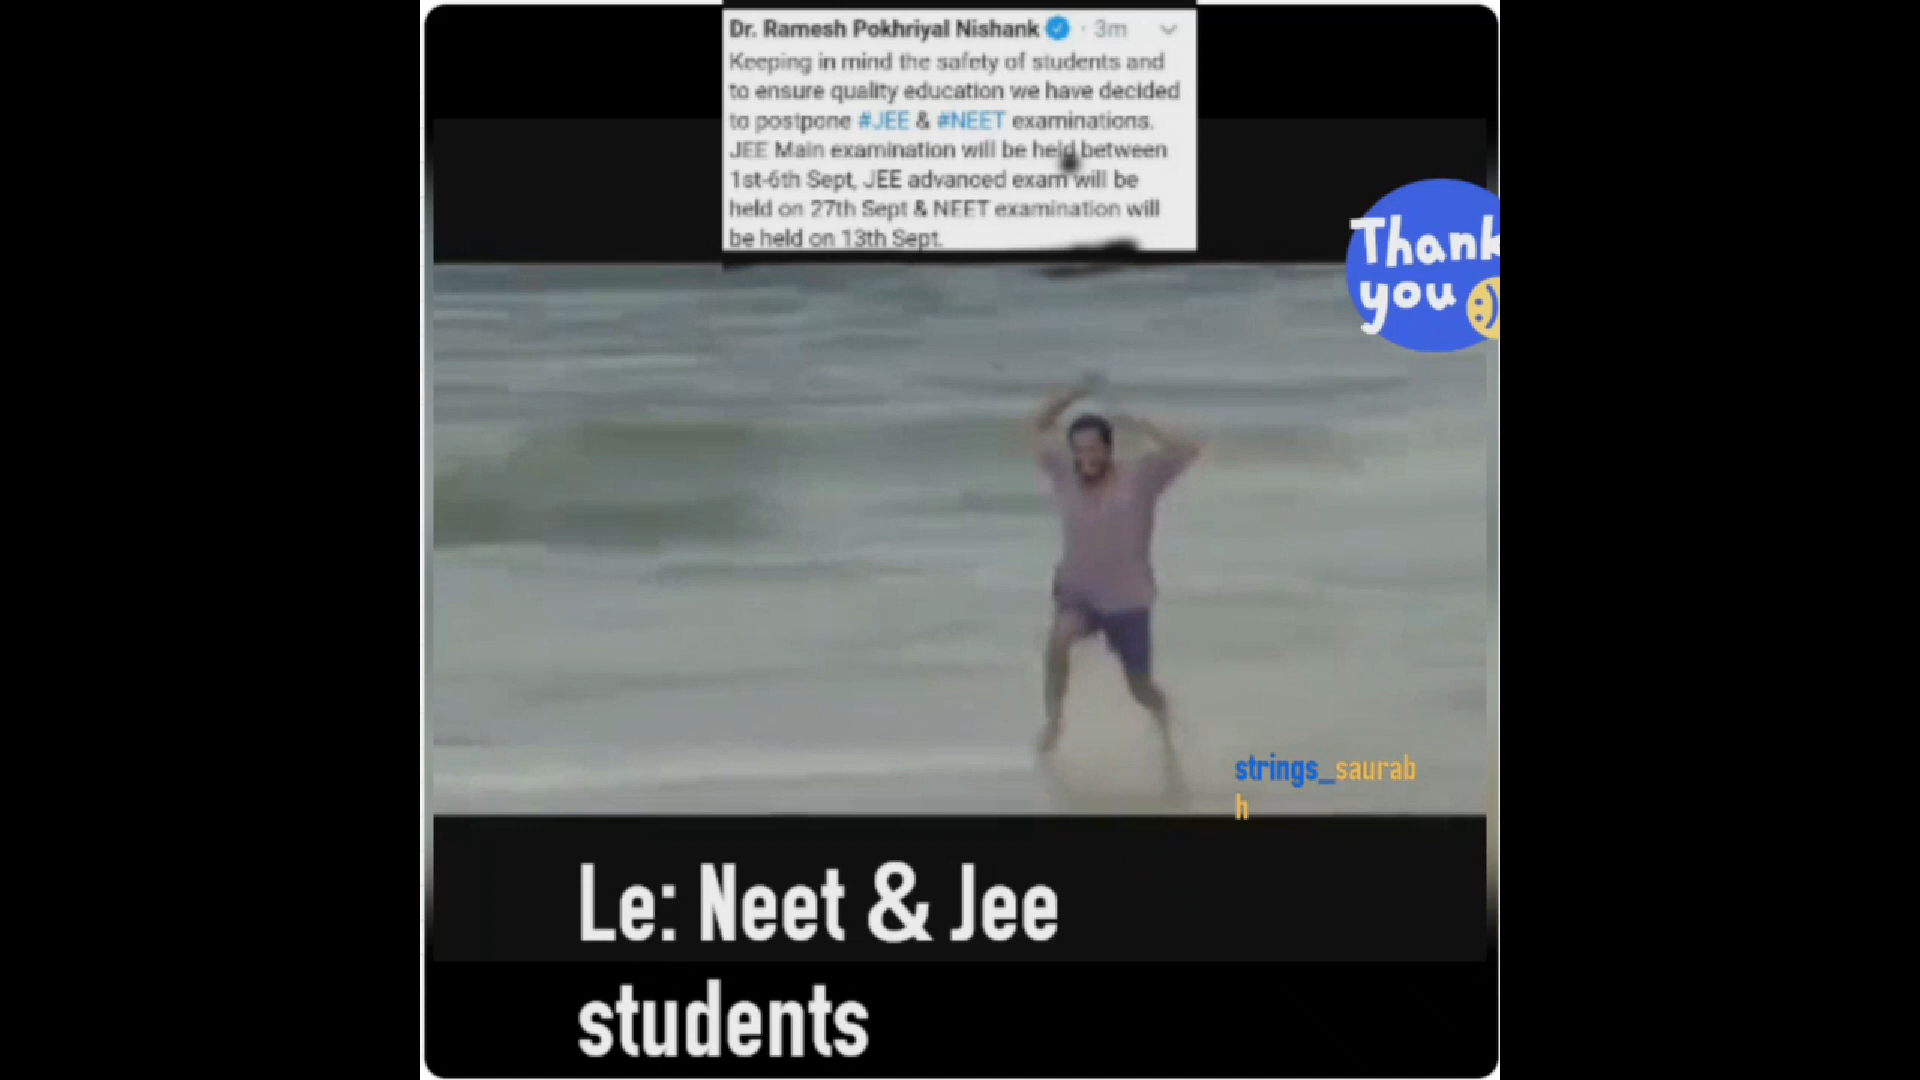 Dr. Ramesh Pokhriyal Nishank · 3m
Keeping in mind the safety of students and
to ensure quality education we have decided
to postpone #JEE & #NEET examinations.
JEE Main examination will be held between
1st-6th Sept, JEE advanced exam will be
held on 27th Sept & NEET examination will
be held on 13th Sept.
Thank
you :)
strings_saurab
h
Le: Neet & Jee
students